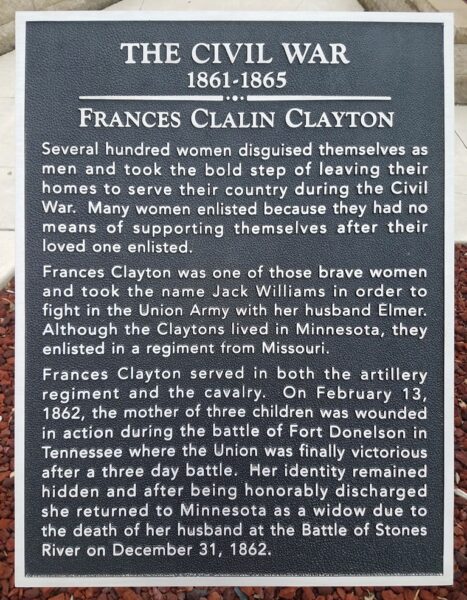 THE CIVIL WAR
1861-1865
FRANCES CLALIN CLAYTON
Several hundred women disguised themselves as
men and took the bold step of leaving their
homes to serve their country during the Civil
War. Many women enlisted because they had no
means of supporting themselves after their
loved one enlisted.
Frances Clayton was one of those brave women
and took the name Jack Williams in order to
fight in the Union Army with her husband Elmer.
Although the Claytons lived in Minnesota, they
enlisted in a regiment from Missouri.
Frances Clayton served in both the artillery
regiment and the cavalry. On February 13,
1862, the mother of three children was wounded
in action during the battle of Fort Donelson in
Tennessee where the Union was finally victorious
after a three day battle. Her identity remained
hidden and after being honorably discharged
she returned to Minnesota as a widow due to
the death of her husband at the Battle of Stones
River on December 31, 1862.